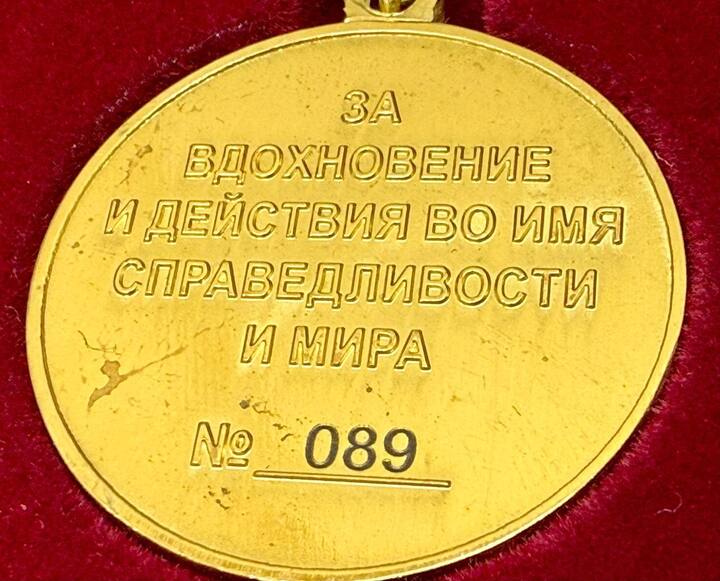 ЗА
ВДОХНОВЕНИЕ
И ДЕЙСТВИЯ ВО ИМЯ
СПРАВЕДЛИВОСТИ
И МИРА
№ 089